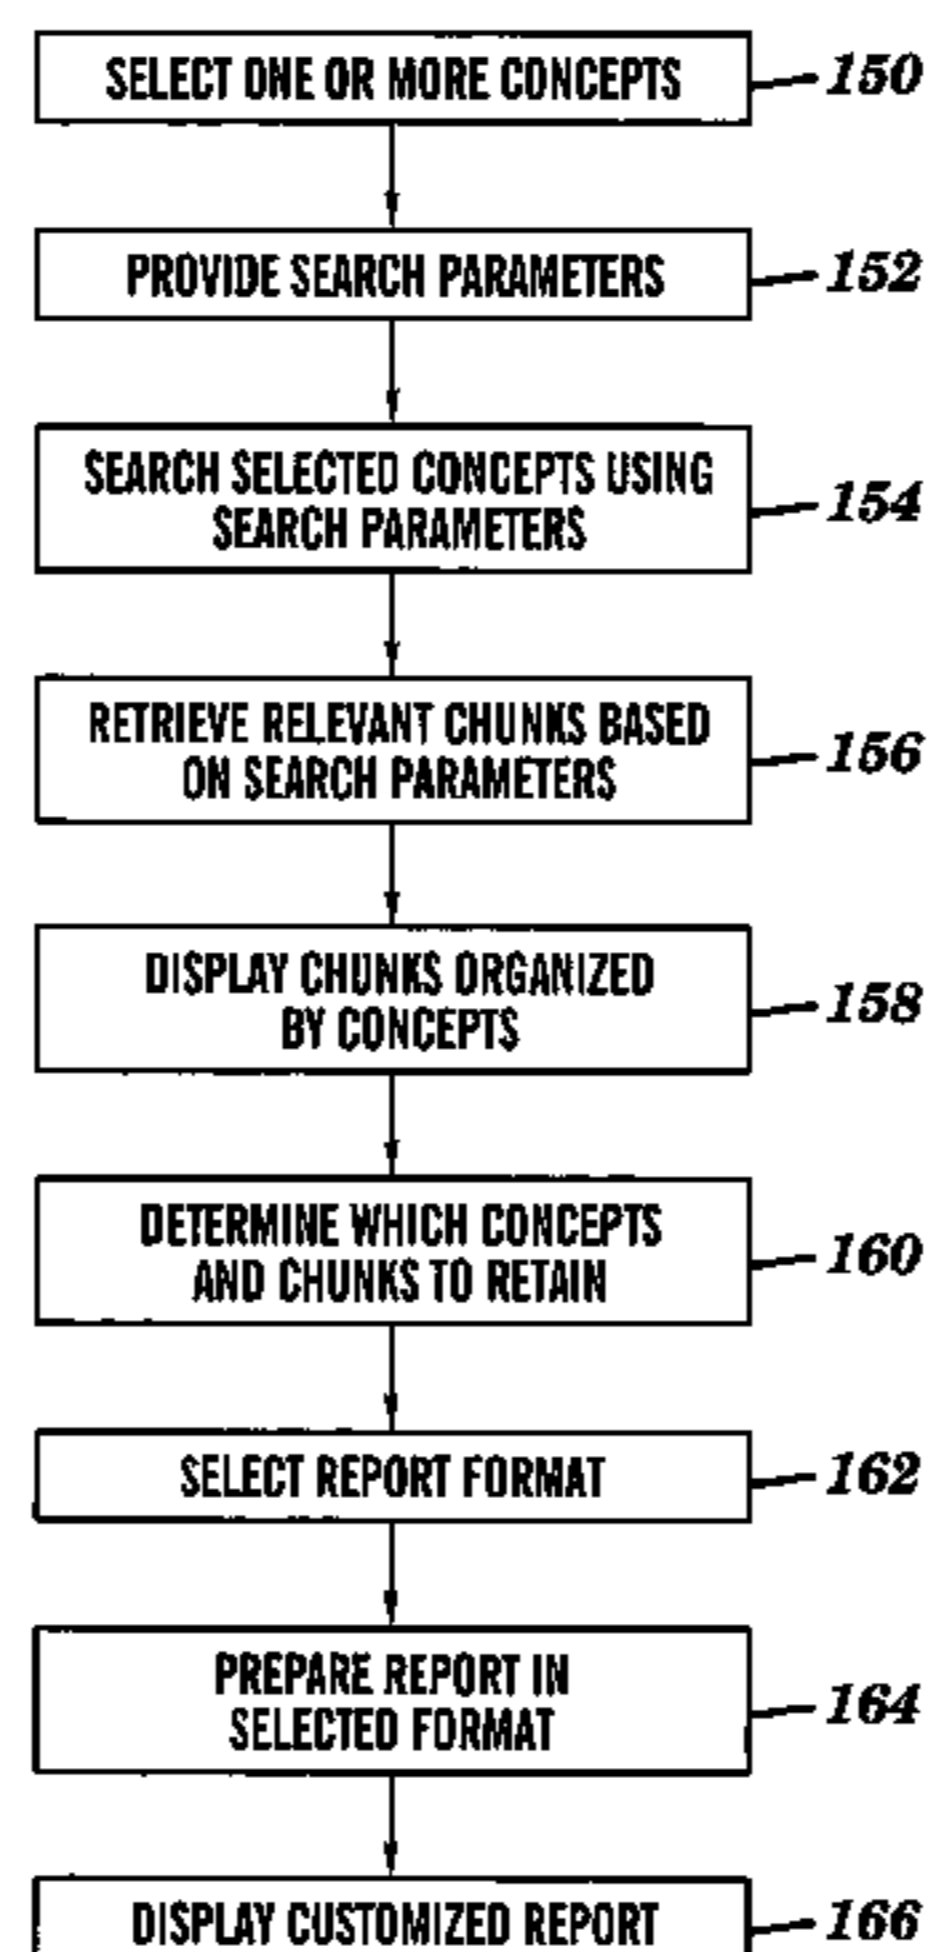 SELECT ONE OR MORE CONCEPTS
150
PROVIDE SEARCH PARAMETERS
152
SEARCH SELECTED CONCEPTS USING
SEARCH PARAMETERS
154
RETRIEVE RELEVANT CHUNKS BASED
ON SEARCH PARAMETERS
156
DISPLAY CHUNKS ORGANIZED
BY CONCEPTS
158
DETERMINE WHICH CONCEPTS
AND CHUNKS TO RETAIN
160
SELECT REPORT FORMAT
162
PREPARE REPORT IN
SELECTED FORMAT
164
DISPLAY CUSTOMIZED REPORT
166